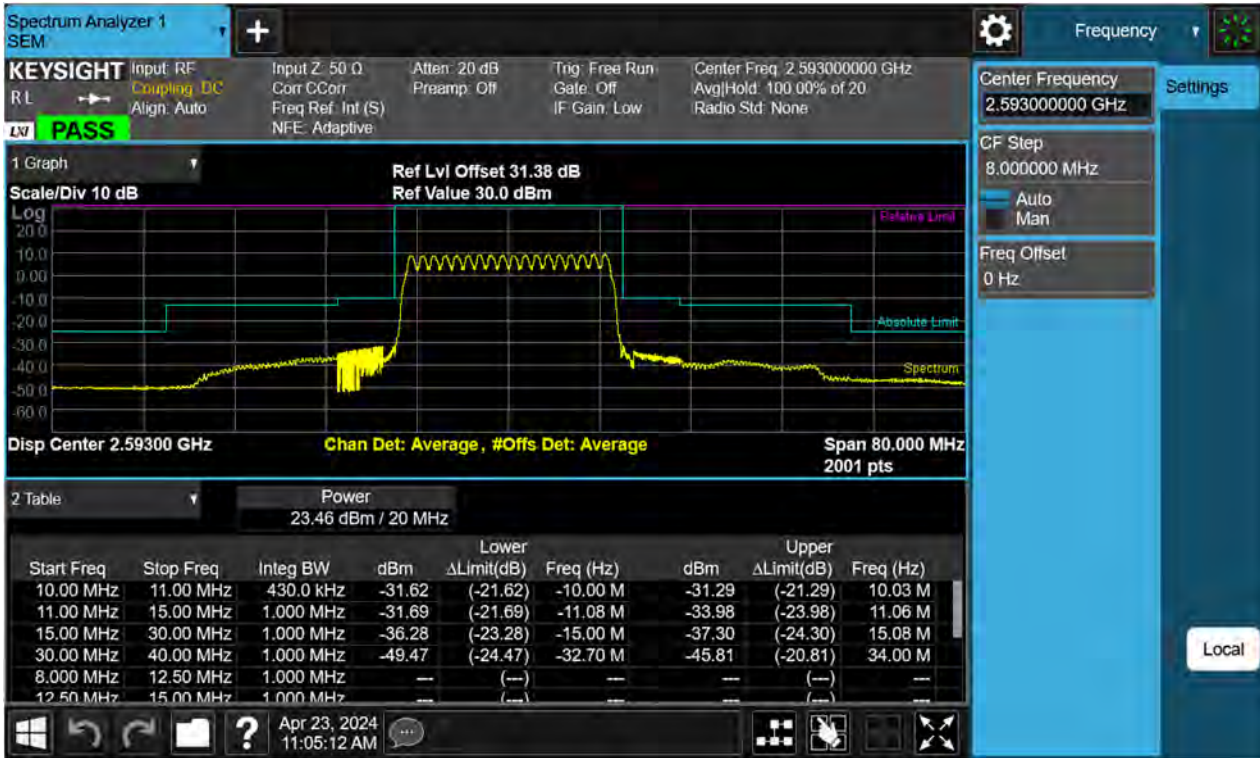 Spectrum Analyzer 1
SEM
+
Frequency
KEYSIGHT
R L
LXI
PASS
Input: RF
Coupling: DC
Align: Auto
Input Z: 50 Ω
Corr CCorr
Freq Ref: Int (S)
NFE: Adaptive
Atten: 20 dB
Preamp: Off
Trig: Free Run
Gate: Off
IF Gain: Low
Center Freq: 2.593000000 GHz
Avg|Hold: 100.00% of 20
Radio Std: None
Center Frequency
2.593000000 GHz
Settings
CF Step
8.000000 MHz
Auto
Man
Freq Offset
0 Hz
Local
1 Graph
Scale/Div 10 dB
Ref Lvl Offset 31.38 dB
Ref Value 30.0 dBm
Log
20.0
10.0
0.00
-10.0
-20.0
-30.0
-40.0
-50.0
-60.0
Relative Limit
Absolute Limit
Spectrum
Disp Center 2.59300 GHz
Chan Det: Average , #Offs Det: Average
Span 80.000 MHz
2001 pts
2 Table
Power
23.46 dBm / 20 MHz
Lower Upper
Start Freq Stop Freq Integ BW dBm ΔLimit(dB) Freq (Hz) dBm ΔLimit(dB) Freq (Hz)
10.00 MHz 11.00 MHz 430.0 kHz -31.62 (-21.62) -10.00 M -31.29 (-21.29) 10.03 M
11.00 MHz 15.00 MHz 1.000 MHz -31.69 (-21.69) -11.08 M -33.98 (-23.98) 11.06 M
15.00 MHz 30.00 MHz 1.000 MHz -36.28 (-23.28) -15.00 M -37.30 (-24.30) 15.08 M
30.00 MHz 40.00 MHz 1.000 MHz -49.47 (-24.47) -32.70 M -45.81 (-20.81) 34.00 M
8.000 MHz 12.50 MHz 1.000 MHz --- (---) --- --- (---) ---
12.50 MHz 15.00 MHz 1.000 MHz --- (---) --- --- (---) ---
?
Apr 23, 2024
11:05:12 AM